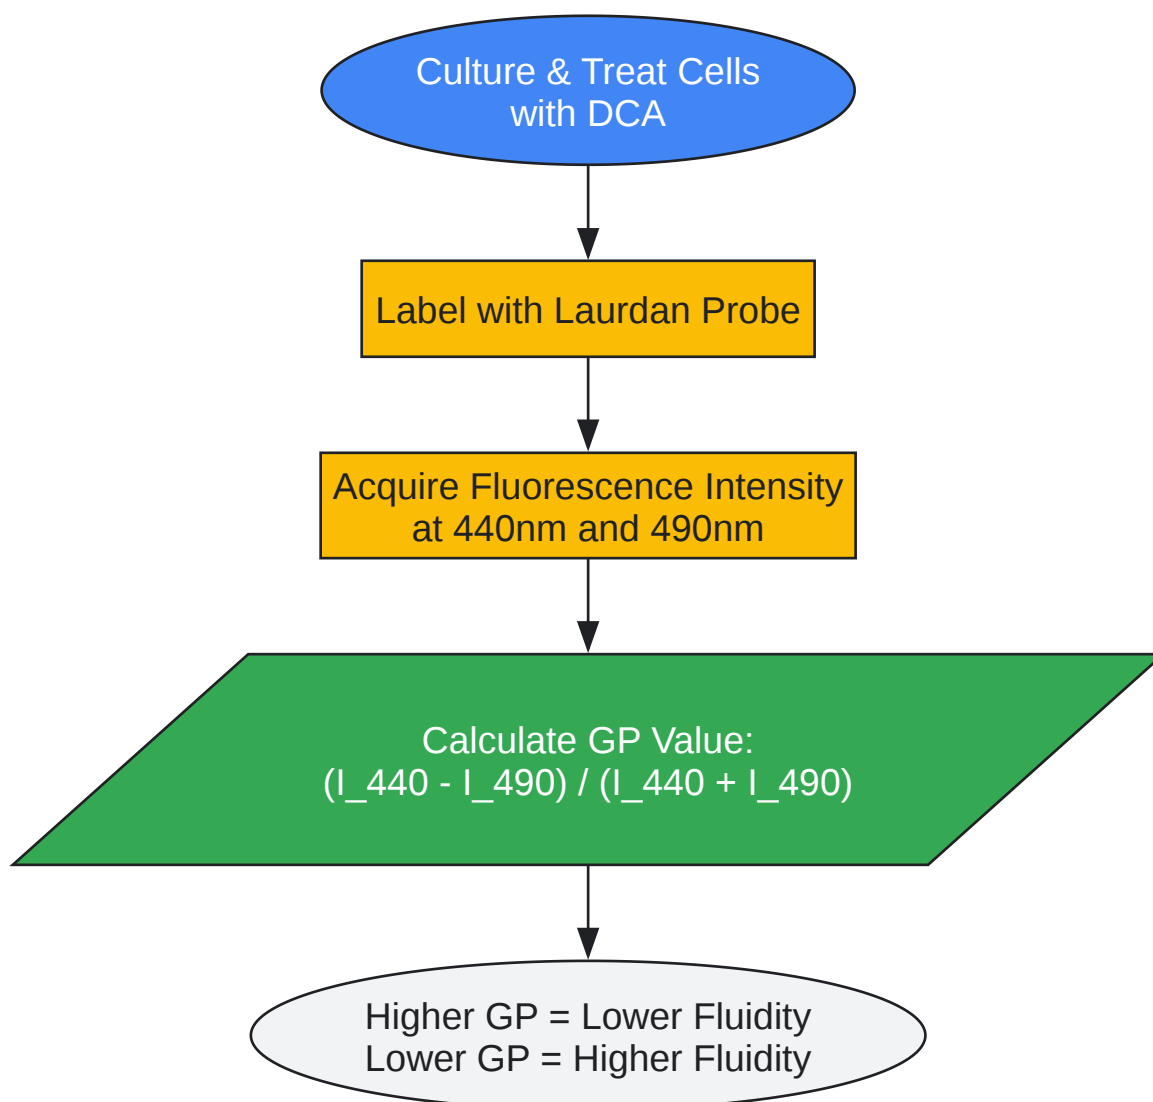 Culture & Treat Cells
with DCA
Label with Laurdan Probe
Acquire Fluorescence Intensity
at 440nm and 490nm
Calculate GP Value:
(I_440 - I_490) / (I_440 + I_490)
Higher GP = Lower Fluidity
Lower GP = Higher Fluidity